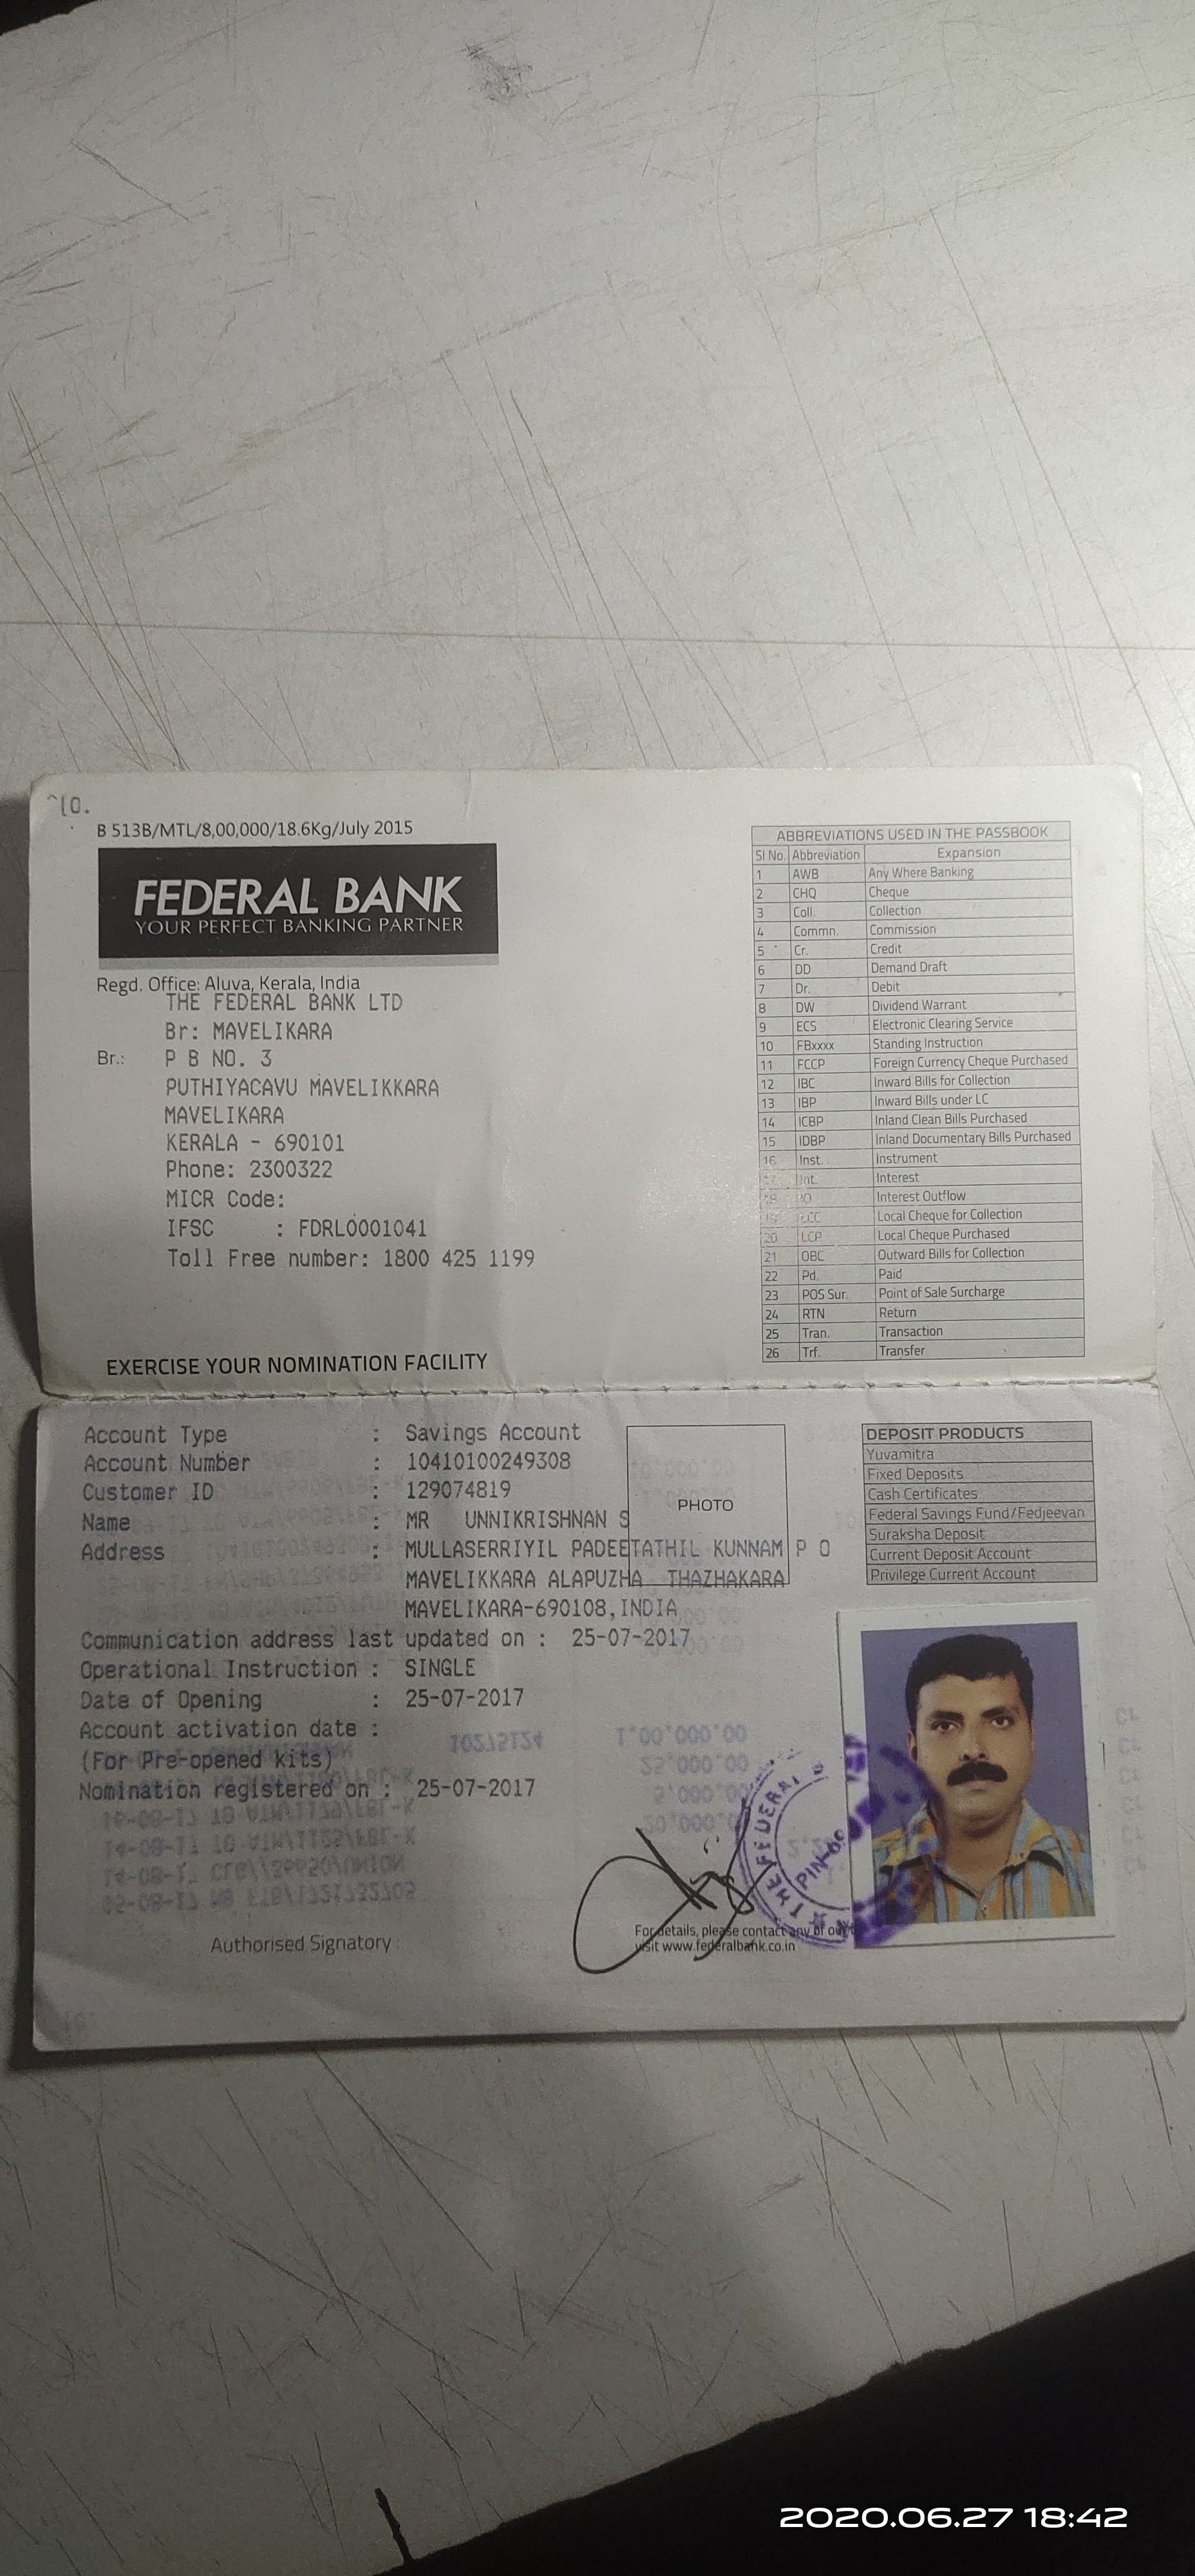 ^[0.
B 513B/MTL/8,00,000/18.6Kg/July 2015
FEDERAL BANK
YOUR PERFECT BANKING PARTNER
Regd. Office: Aluva, Kerala, India
THE FEDERAL BANK LTD
Br: MAVELIKARA
Br.: P B NO. 3
PUTHIYACAVU MAVELIKKARA
MAVELIKARA
KERALA - 690101
Phone: 2300322
MICR Code:
IFSC : FDRL0001041
Toll Free number: 1800 425 1199
EXERCISE YOUR NOMINATION FACILITY
ABBREVIATIONS USED IN THE PASSBOOK
Sl No. Abbreviation Expansion
1 AWB Any Where Banking
2 CHQ Cheque
3 Coll. Collection
4 Commn. Commission
5 Cr. Credit
6 DD Demand Draft
7 Dr. Debit
8 DW Dividend Warrant
9 ECS Electronic Clearing Service
10 FBxxxx Standing Instruction
11 FCCP Foreign Currency Cheque Purchased
12 IBC Inward Bills for Collection
13 IBP Inward Bills under LC
14 ICBP Inland Clean Bills Purchased
15 IDBP Inland Documentary Bills Purchased
16 Inst. Instrument
17 Int. Interest
18 IO Interest Outflow
19 LCC Local Cheque for Collection
20 LCP Local Cheque Purchased
21 OBC Outward Bills for Collection
22 Pd. Paid
23 POS Sur. Point of Sale Surcharge
24 RTN Return
25 Tran. Transaction
26 Trf. Transfer
Account Type : Savings Account
Account Number : 10410100249308
Customer ID : 129074819
Name : MR UNNIKRISHNAN S
Address : MULLASERRIYIL PADEETATHIL KUNNAM P O
MAVELIKKARA ALAPUZHA THAZHAKARA
MAVELIKARA-690108,INDIA
Communication address last updated on : 25-07-2017
Operational Instruction : SINGLE
Date of Opening : 25-07-2017
Account activation date :
(For Pre-opened kits)
Nomination registered on : 25-07-2017
PHOTO
DEPOSIT PRODUCTS
Yuvamitra
Fixed Deposits
Cash Certificates
Federal Savings Fund/Fedjeevan
Suraksha Deposit
Current Deposit Account
Privilege Current Account
THE FEDERAL B
PIN-69
Authorised Signatory :
For details, please contact any of our
visit www.federalbank.co.in
2020.06.27 18:42